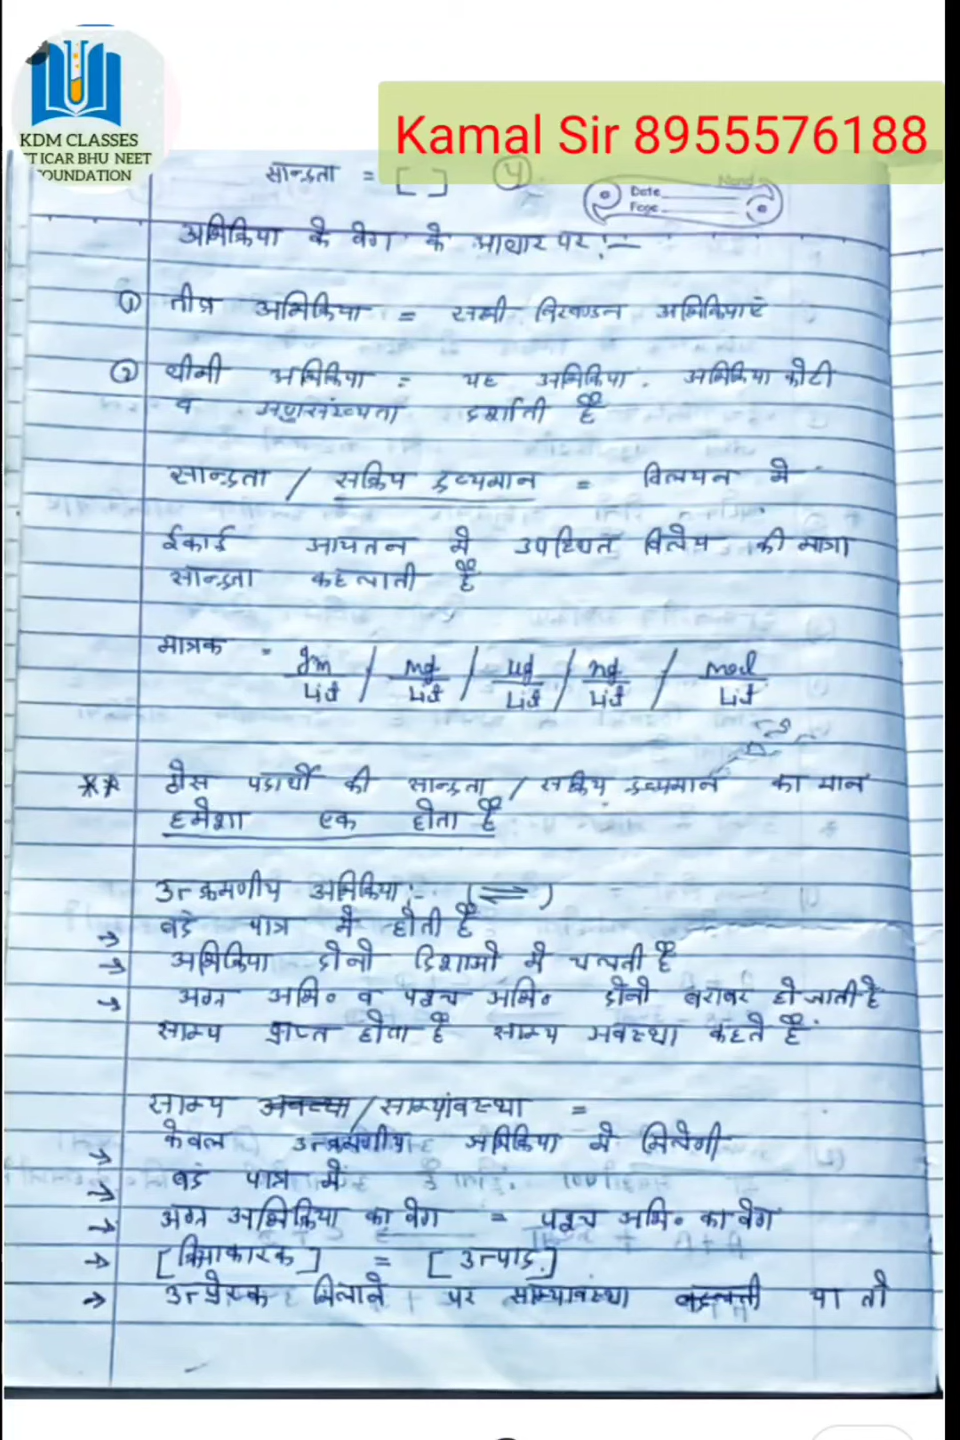 KDM CLASSES
ICAR BHU NEET
FOUNDATION
Kamal Sir 8955576188
सान्द्रता = [ ] 4
Date
Page
अभिक्रिया के वेग के आधार पर :-
① तीव्र अभिक्रिया = सभी विखण्डन अभिक्रियाएं
② धीमी अभिक्रिया = यह अभिक्रिया . अभिक्रिया कोटी
व अणुसंख्यता दर्शाती है
सान्द्रता / सक्रिय द्रव्यमान = विलयन मे
ईकाई आयतन मे उपस्थित विलेय की मात्रा
सान्द्रता कहलाती है
मात्रक = gm/Lit / mg/Lit / ug/Lit / ng/Lit / mol/Lit
** ठोस पदार्थो की सान्द्रता / सक्रिय द्रव्यमान का मान
हमेशा एक होता है
उत्क्रमणीय अभिक्रिया :- (⇌)
→ बडे पात्र मे होती है
→ अभिक्रिया दोनो दिशाओ मे चलती है
→ अग्र अभि० व पश्च अभि० दोनो बराबर हो जाती है
साम्य प्राप्त होता है साम्य अवस्था कहते है.
साम्य अवस्था / साम्यांवस्था =
→ केवल उत्क्रमणीय अभिक्रिया मे मिलेगी
→ बडे पात्र मे
→ अग्र अभिक्रिया का वेग = पश्च अभि० का वेग
→ [क्रियाकारक] = [उत्पाद]
→ उत्प्रेरक मिलाने पर साम्यावस्था या तो